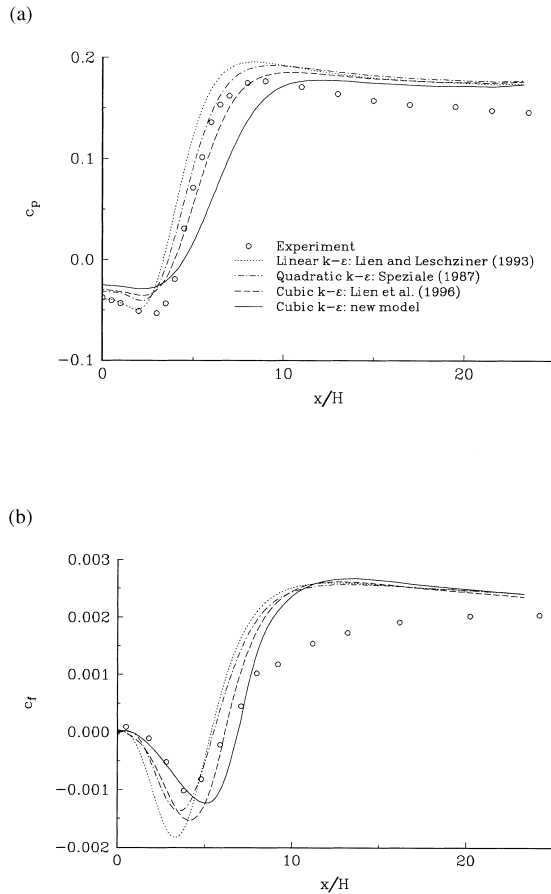 (a)
0.2
0.1
0.0
−0.1
c_p
Experiment
Linear k−ε: Lien and Leschziner (1993)
Quadratic k−ε: Speziale (1987)
Cubic k−ε: Lien et al. (1996)
Cubic k−ε: new model
0 10 20
x/H
(b)
0.003
0.002
0.001
0.000
−0.001
−0.002
c_f
0 10 20
x/H